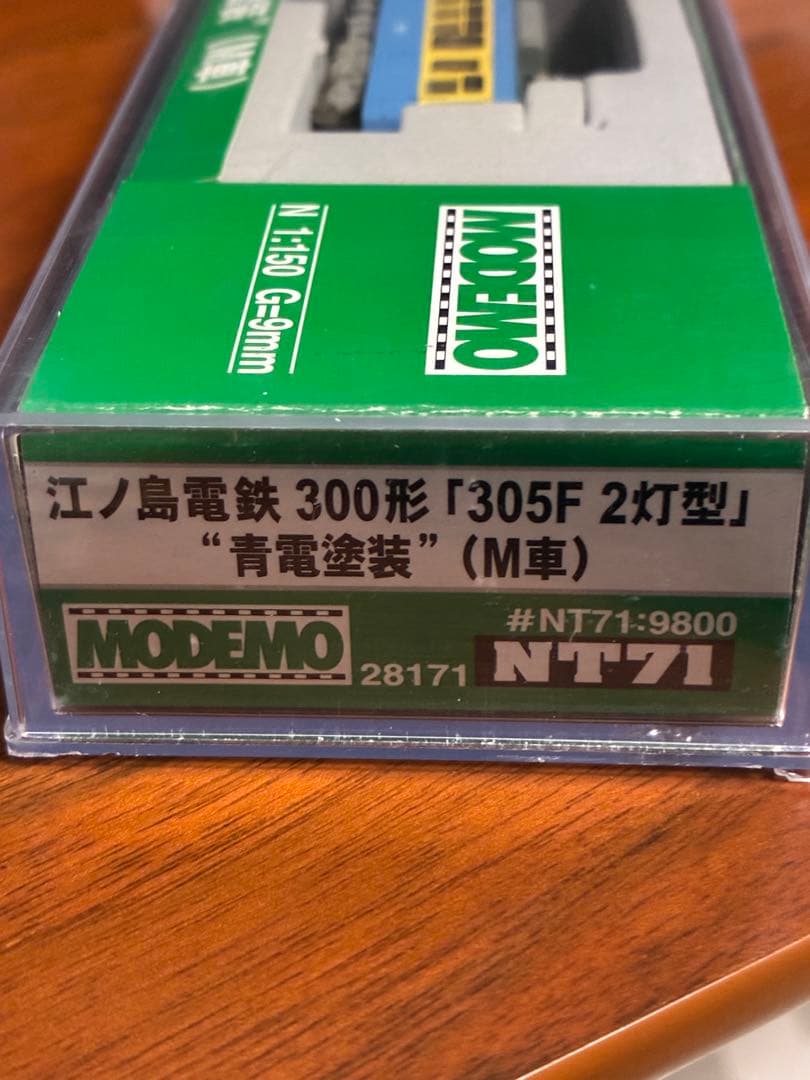 MODEMO
N 1:150 G=9mm
江ノ島電鉄 300形「305F 2灯型」
“青電塗装”（M車）
#NT71:9800
MODEMO 28171 NT71